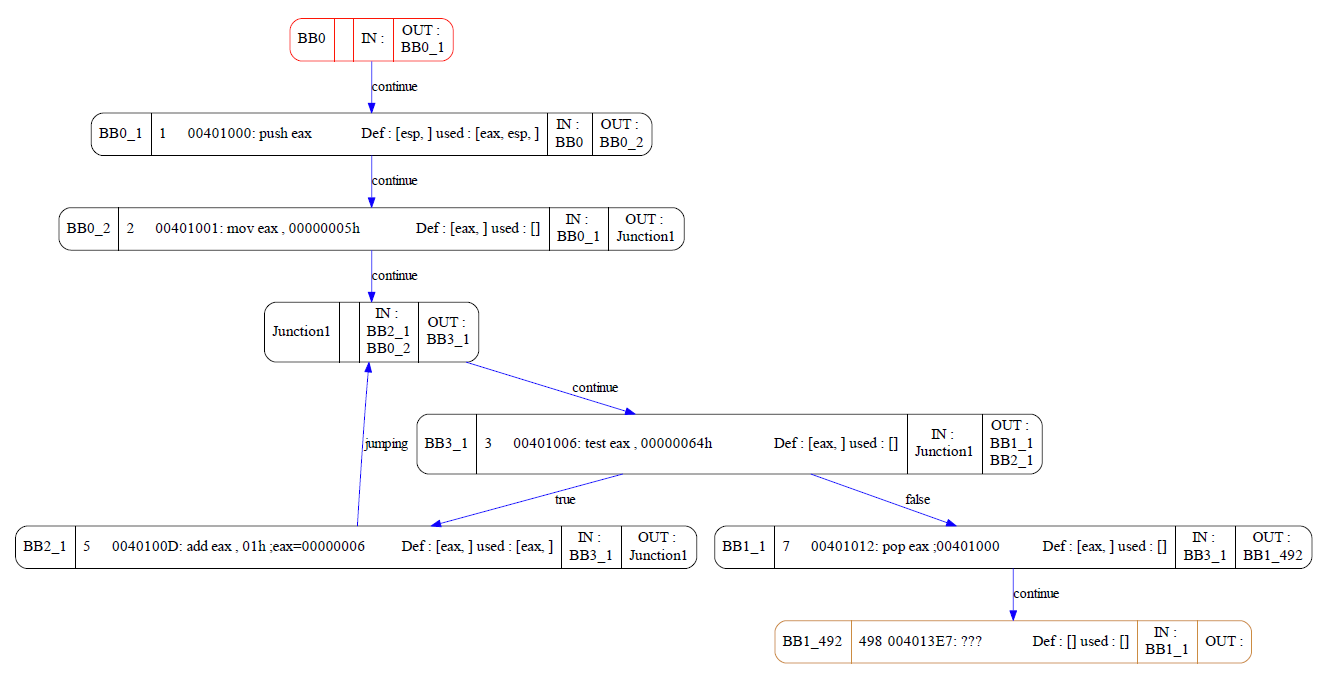 BB0 IN : OUT :
BB0_1
continue
BB0_1 1 00401000: push eax Def : [esp, ] used : [eax, esp, ] IN : OUT :
BB0 BB0_2
continue
BB0_2 2 00401001: mov eax , 00000005h Def : [eax, ] used : [] IN : OUT :
BB0_1 Junction1
continue
Junction1 IN :
BB2_1
BB0_2
OUT :
BB3_1
continue
jumping
BB3_1 3 00401006: test eax , 00000064h Def : [eax, ] used : [] IN :
Junction1
OUT :
BB1_1
BB2_1
true
false
BB2_1 5 0040100D: add eax , 01h ;eax=00000006 Def : [eax, ] used : [eax, ] IN : OUT :
BB3_1 Junction1
BB1_1 7 00401012: pop eax ;00401000 Def : [eax, ] used : [] IN : OUT :
BB3_1 BB1_492
continue
BB1_492 498 004013E7: ??? Def : [] used : [] IN :
BB1_1
OUT :